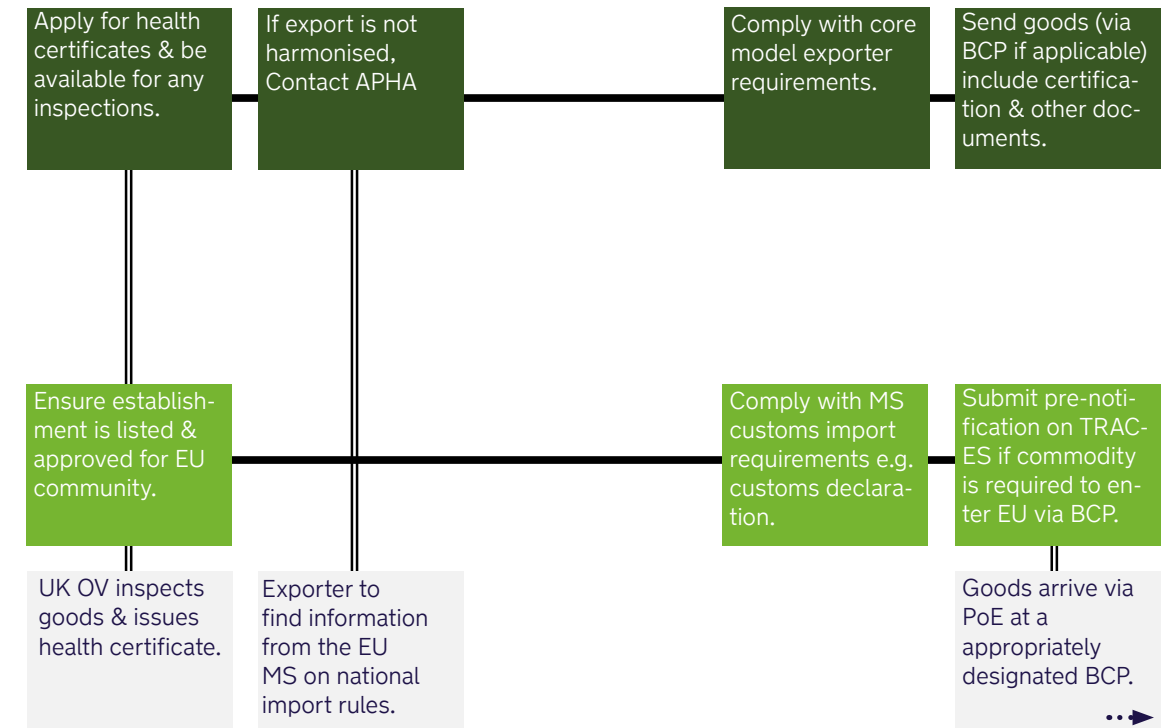 Apply for health
certificates & be
available for any
inspections.
If export is not
harmonised,
Contact APHA
Comply with core
model exporter
requirements.
Send goods (via
BCP if applicable)
include certifica-
tion & other doc-
uments.
Ensure establish-
ment is listed &
approved for EU
community.
Comply with MS
customs import
requirements e.g.
customs declara-
tion.
Submit pre-noti-
fication on TRAC-
ES if commodity
is required to en-
ter EU via BCP.
UK OV inspects
goods & issues
health certificate.
Exporter to
find information
from the EU
MS on national
import rules.
Goods arrive via
PoE at a
appropriately
designated BCP.